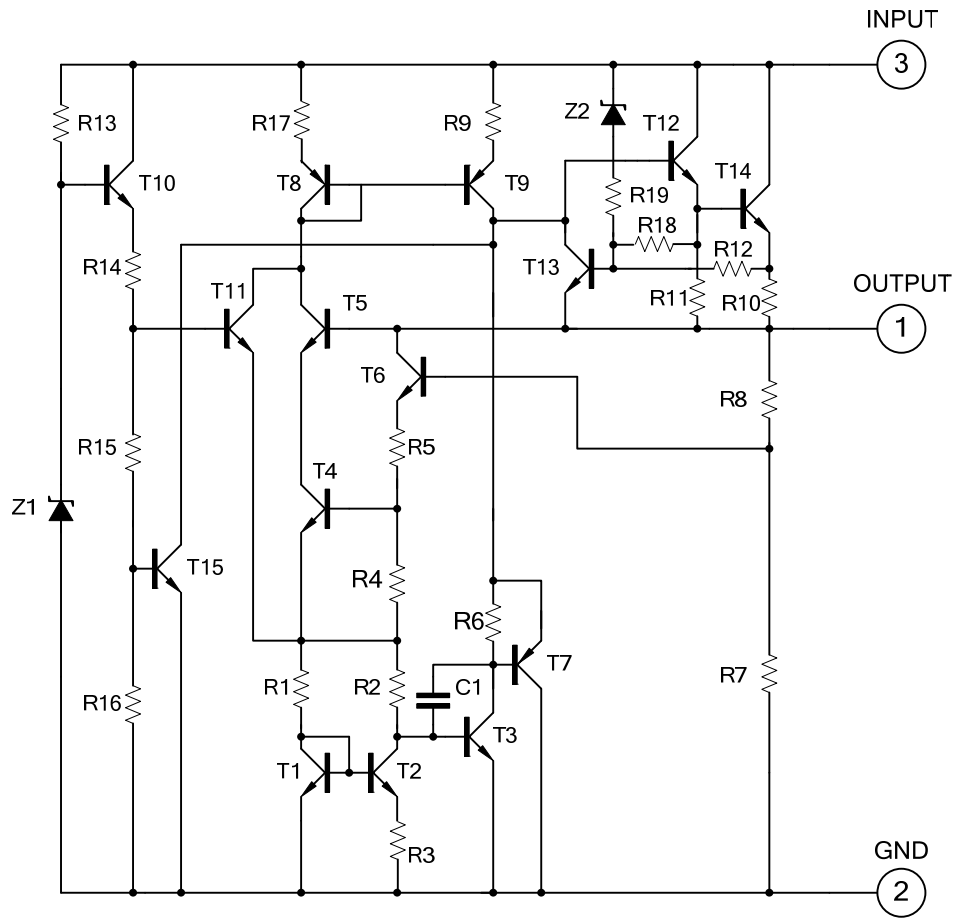 INPUT
3
Z2
R13
R17
R9
T12
T14
T10
T8
T9
R19
R18
R12
R14
T13
T11
T5
R11
R10
OUTPUT
1
T6
R8
R15
R5
T4
Z1
T15
R4
R6
T7
R16
R1
R2
C1
R7
T3
T1
T2
R3
GND
2